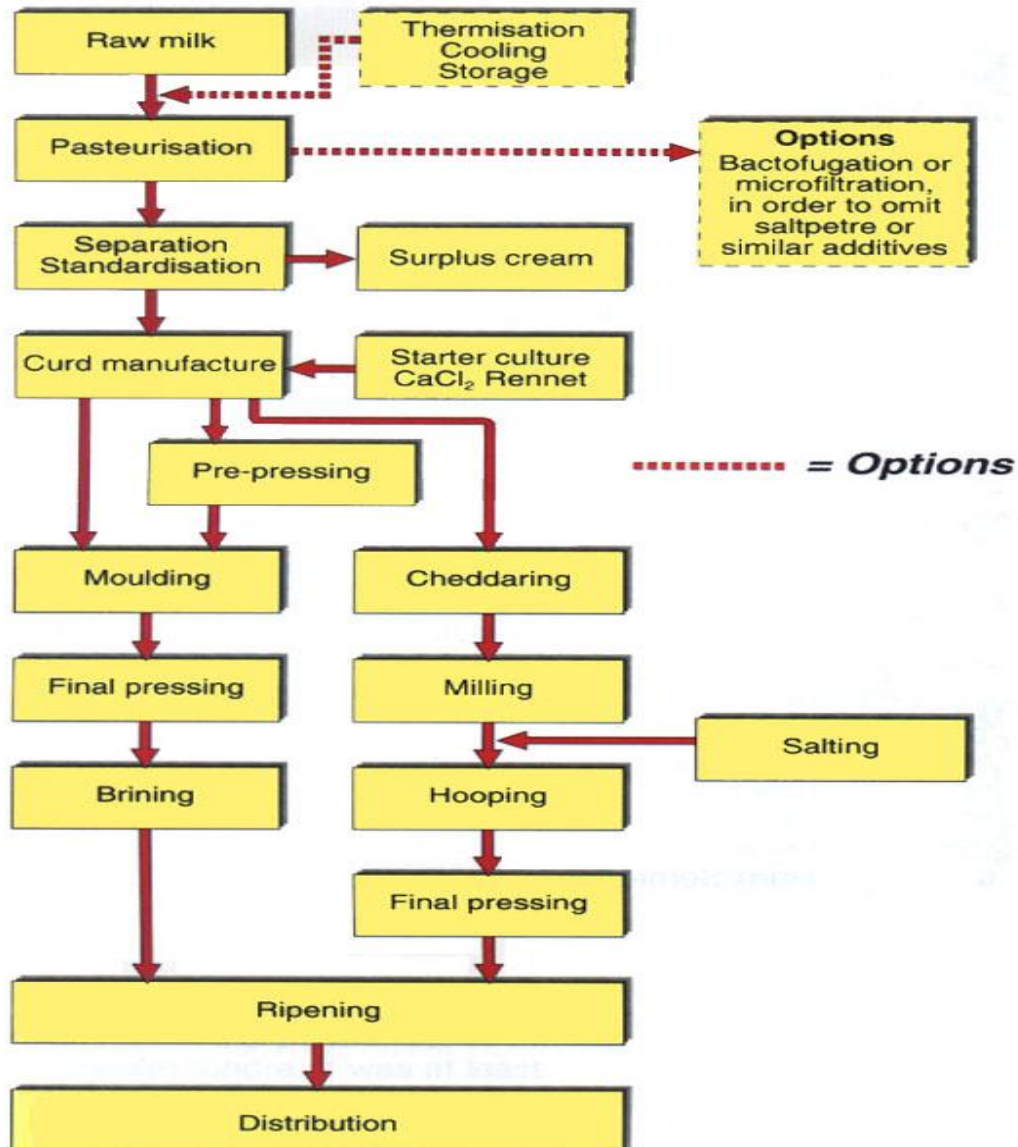 Raw milk
Thermisation
Cooling
Storage
Pasteurisation
Options
Bactofugation or
microfiltration,
in order to omit
saltpetre or
similar additives
Separation
Standardisation
Surplus cream
Curd manufacture
Starter culture
CaCl₂ Rennet
Pre-pressing
= Options
Moulding
Cheddaring
Final pressing
Milling
Salting
Brining
Hooping
Final pressing
Ripening
Distribution